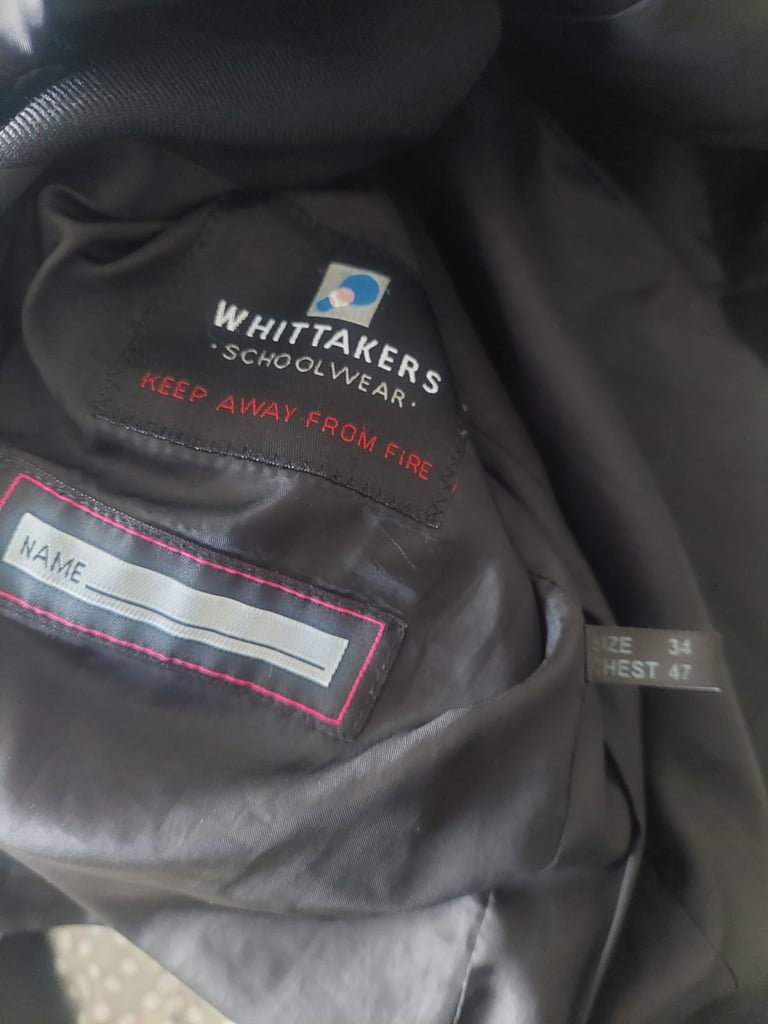 WHITTAKERS
·SCHOOLWEAR·
KEEP AWAY FROM FIRE
NAME
SIZE 34
CHEST 47